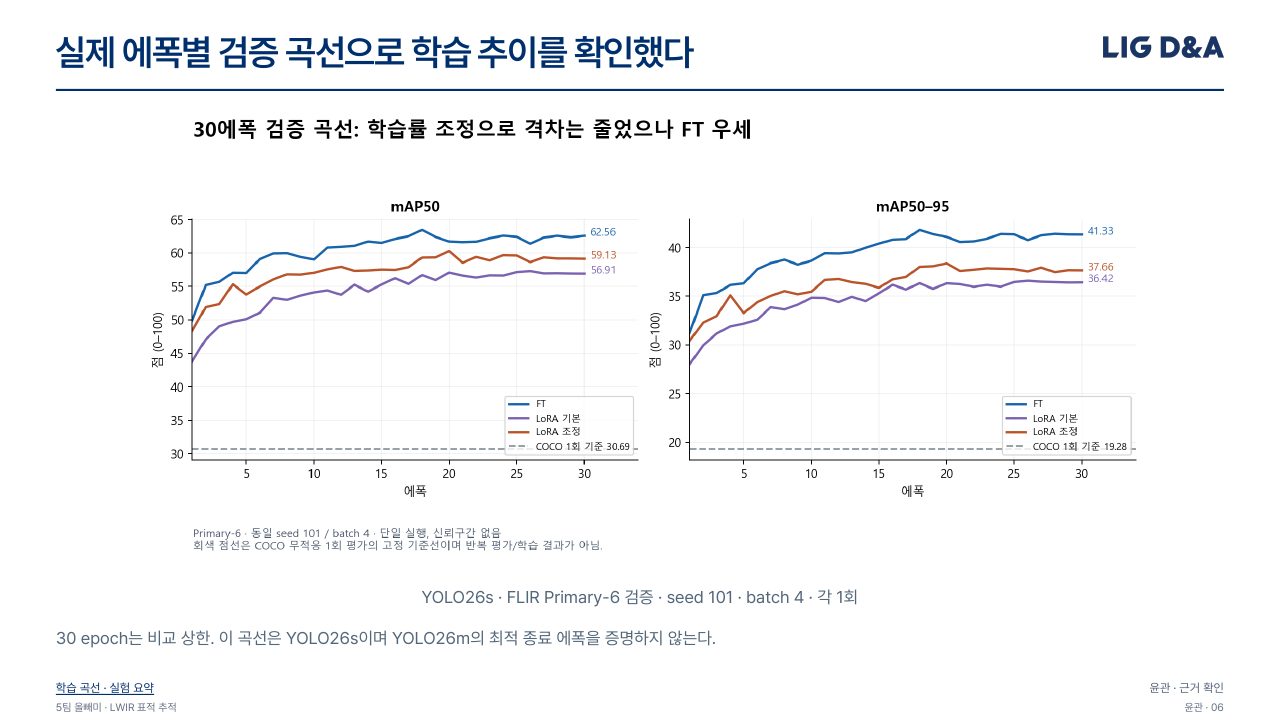 실제 에폭별 검증 곡선으로 학습 추이를 확인했다
LIG D&A
30에폭 검증 곡선: 학습률 조정으로 격차는 줄었으나 FT 우세
mAP50
65
60
55
50
45
40
35
30
점 (0–100)
62.56
59.13
56.91
FT
LoRA 기본
LoRA 조정
COCO 1회 기준 30.69
5 10 15 20 25 30
에폭
mAP50–95
40
35
30
25
20
점 (0–100)
41.33
37.66
36.42
FT
LoRA 기본
LoRA 조정
COCO 1회 기준 19.28
5 10 15 20 25 30
에폭
Primary-6 · 동일 seed 101 / batch 4 · 단일 실행, 신뢰구간 없음
회색 점선은 COCO 무적응 1회 평가의 고정 기준선이며 반복 평가/학습 결과가 아님.
YOLO26s · FLIR Primary-6 검증 · seed 101 · batch 4 · 각 1회
30 epoch는 비교 상한. 이 곡선은 YOLO26s이며 YOLO26m의 최적 종료 에폭을 증명하지 않는다.
학습 곡선 · 실험 요약
5팀 올빼미 · LWIR 표적 추적
윤관 · 근거 확인
윤관 · 06